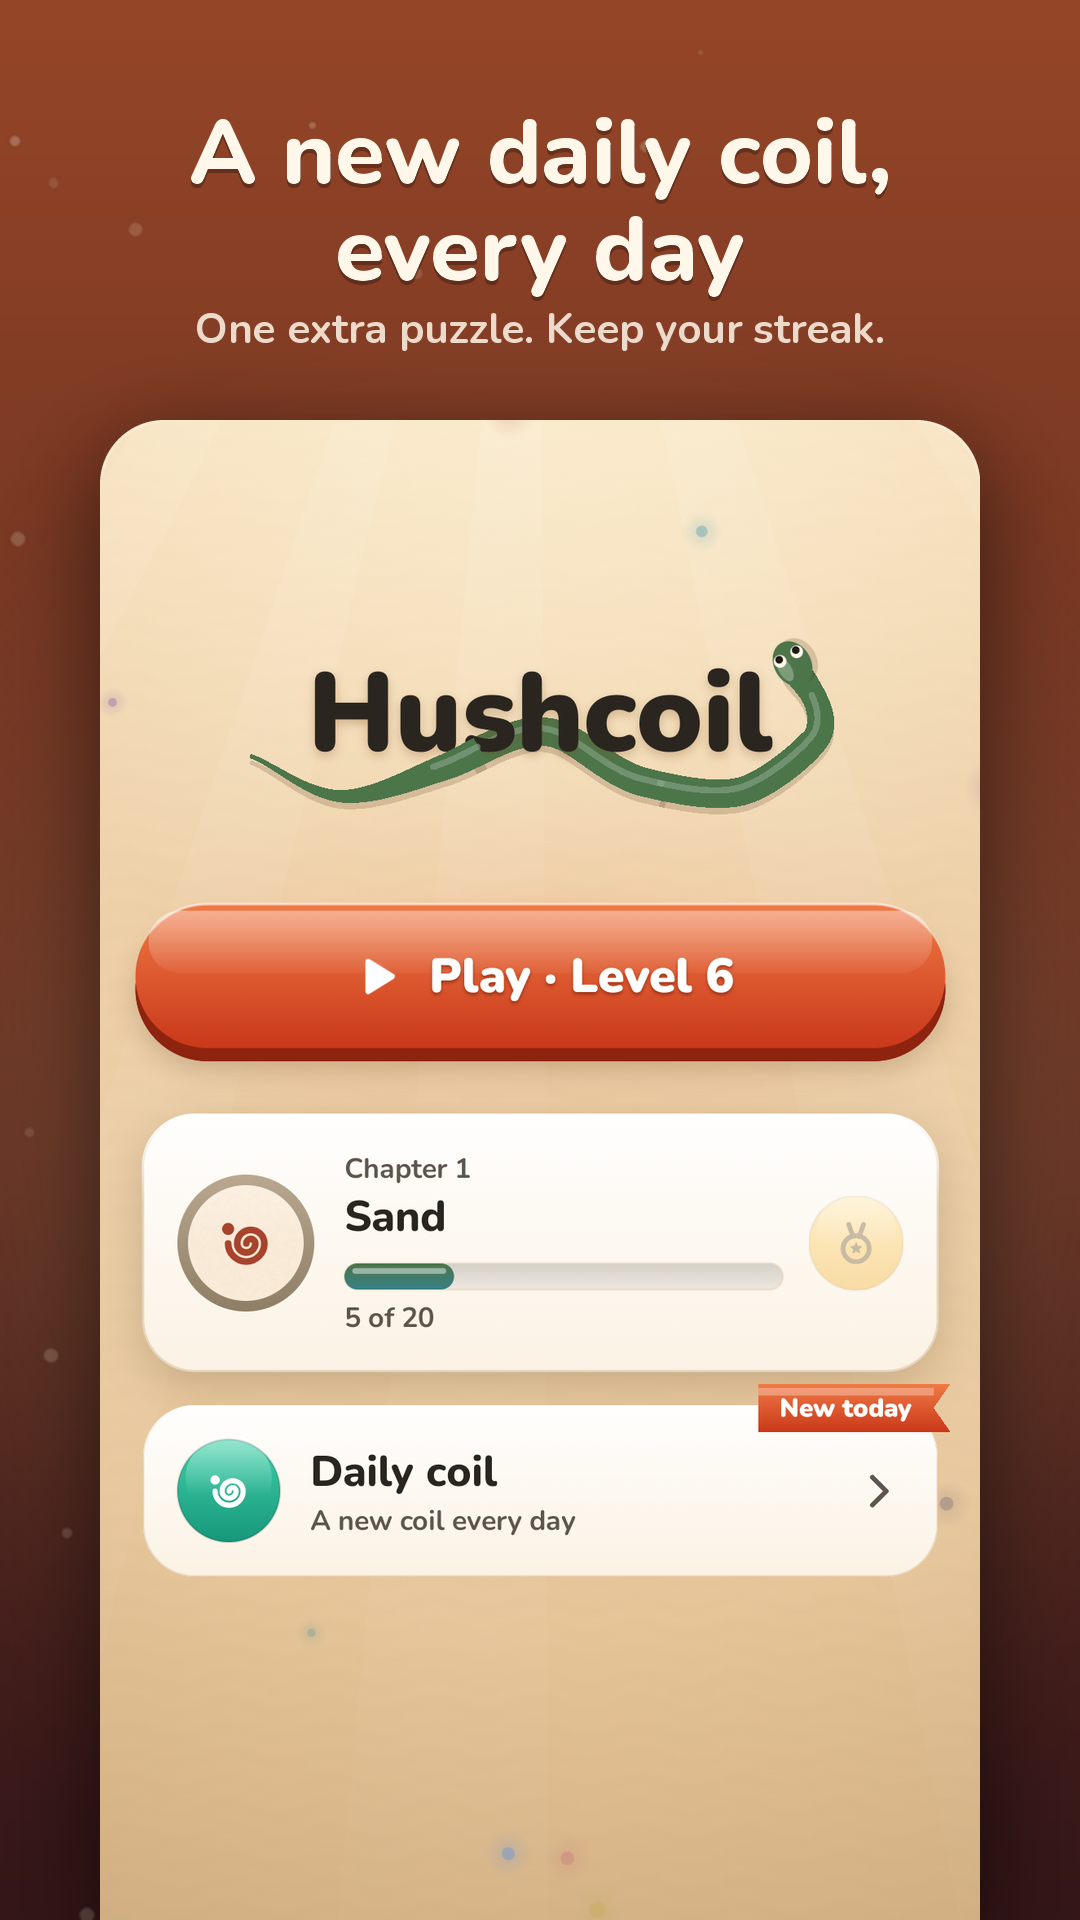 A new daily coil,
every day
One extra puzzle. Keep your streak.
Hushcoil
Play · Level 6
Chapter 1
Sand
5 of 20
New today
Daily coil
A new coil every day